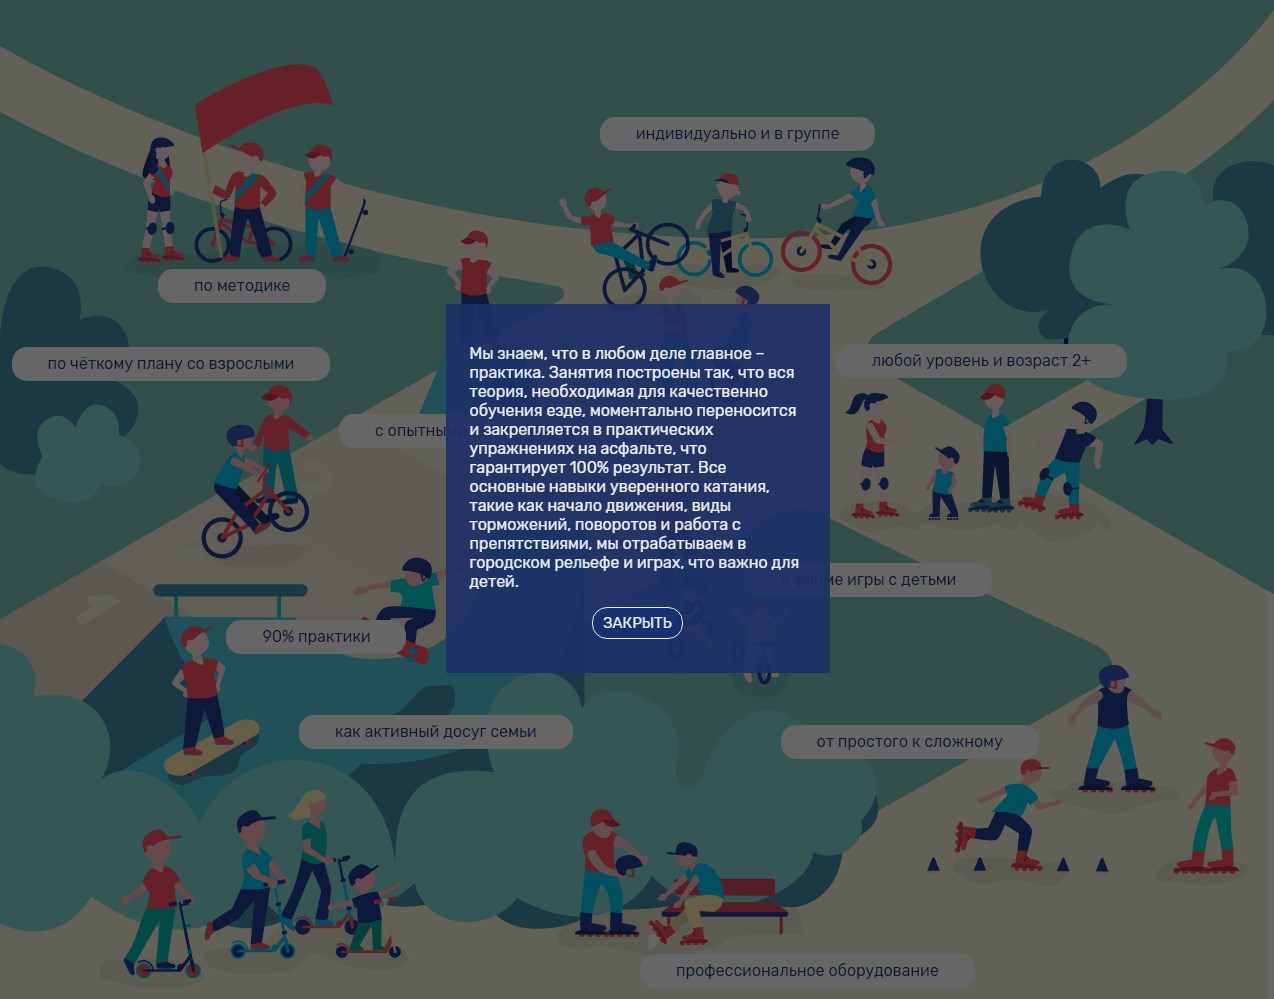 индивидуально и в группе
по методике
по чёткому плану со взрослыми
любой уровень и возраст 2+
с опытными
Мы знаем, что в любом деле главное –
практика. Занятия построены так, что вся
теория, необходимая для качественно
обучения езде, моментально переносится
и закрепляется в практических
упражнениях на асфальте, что
гарантирует 100% результат. Все
основные навыки уверенного катания,
такие как начало движения, виды
торможений, поворотов и работа с
препятствиями, мы отрабатываем в
городском рельефе и играх, что важно для
детей.
ЗАКРЫТЬ
в форме игры с детьми
90% практики
как активный досуг семьи
от простого к сложному
профессиональное оборудование